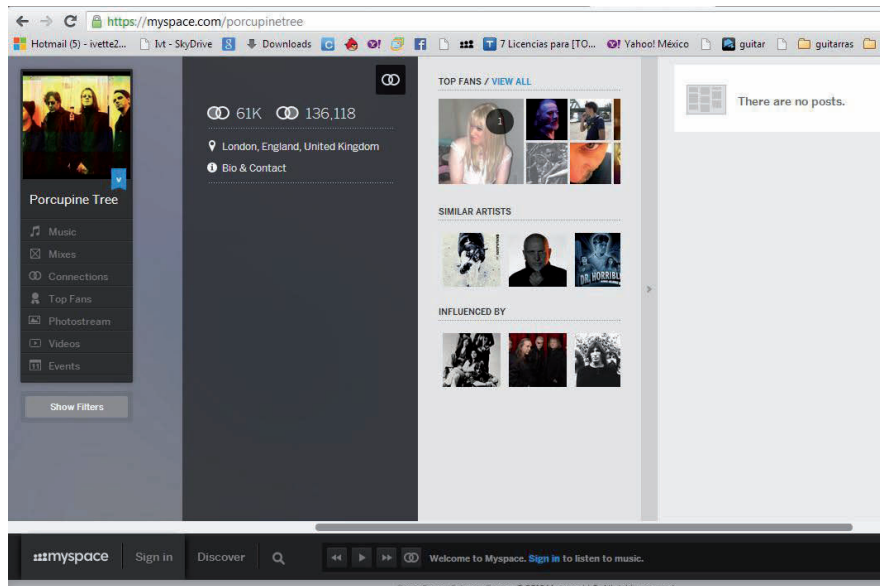 https://myspace.com/porcupinetree
Hotmail (5) - ivette2... Ivt - SkyDrive Downloads 7 Licencias para [TO... Yahoo! México guitar guitarras
TOP FANS / VIEW ALL
1
There are no posts.
61K 136,118
London, England, United Kingdom
Bio & Contact
v
Porcupine Tree
Music
Mixes
Connections
Top Fans
Photostream
Videos
Events
Show Filters
SIMILAR ARTISTS
DR. HORRIBL
INFLUENCED BY
myspace Sign in Discover Welcome to Myspace. Sign in to listen to music.